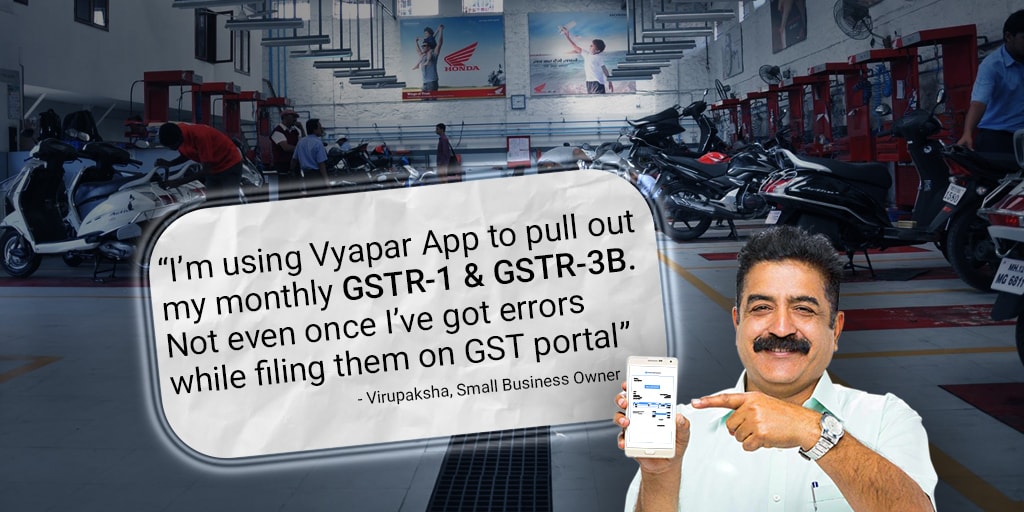 HONDA
“I’m using Vyapar App to pull out
my monthly GSTR-1 & GSTR-3B.
Not even once I’ve got errors
while filing them on GST portal”
- Virupaksha, Small Business Owner